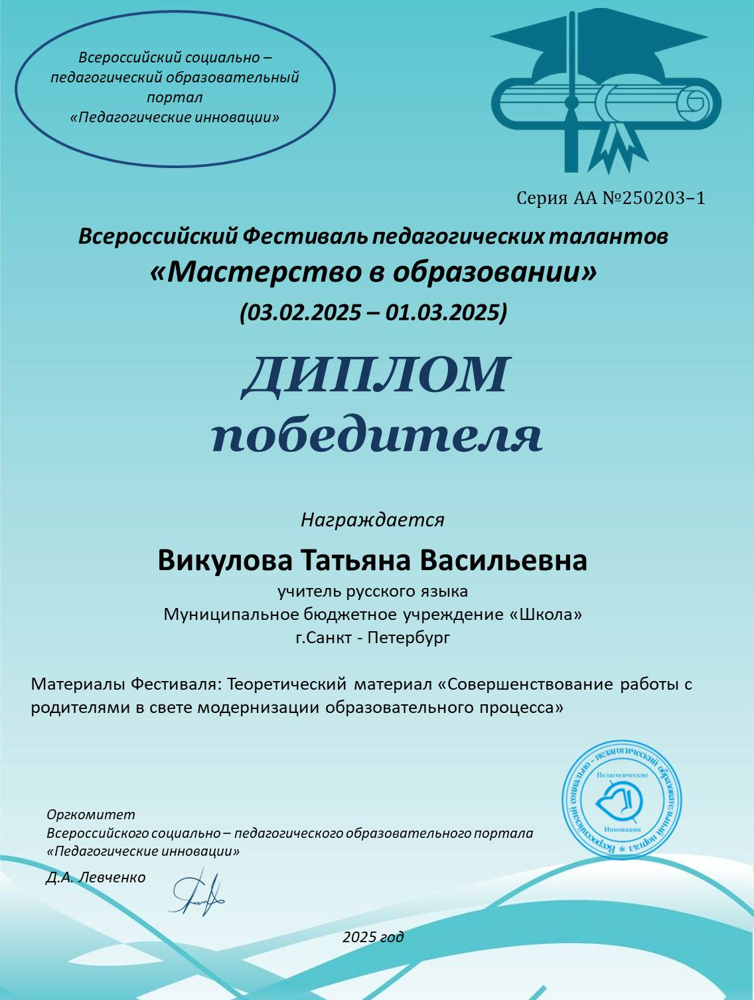 Всероссийский социально –
педагогический образовательный
портал
«Педагогические инновации»
Серия АА №250203–1
Всероссийский Фестиваль педагогических талантов
«Мастерство в образовании»
(03.02.2025 – 01.03.2025)
ДИПЛОМ
победителя
Награждается
Викулова Татьяна Васильевна
учитель русского языка
Муниципальное бюджетное учреждение «Школа»
г.Санкт - Петербург
Материалы Фестиваля: Теоретический материал «Совершенствование работы с
родителями в свете модернизации образовательного процесса»
Всероссийский социально - педагогический образовательный портал *
Педагогические
Инновации
Оргкомитет
Всероссийского социально – педагогического образовательного портала
«Педагогические инновации»
Д.А. Левченко
2025 год